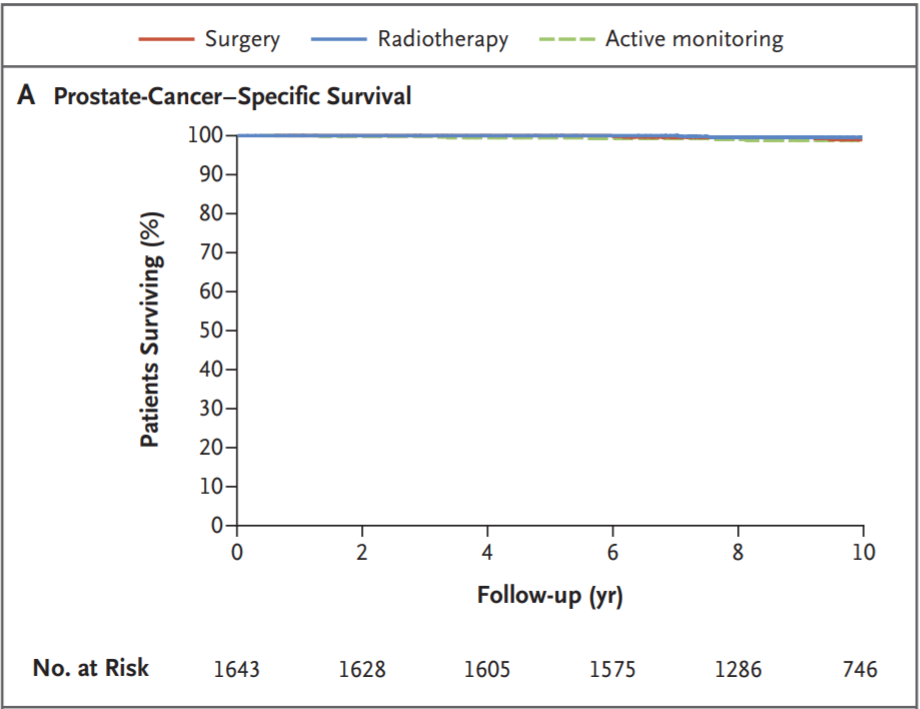 Surgery Radiotherapy Active monitoring
A Prostate-Cancer–Specific Survival
100
90
80
70
60
50
40
30
20
10
0
Patients Surviving (%)
0 2 4 6 8 10
Follow-up (yr)
No. at Risk 1643 1628 1605 1575 1286 746